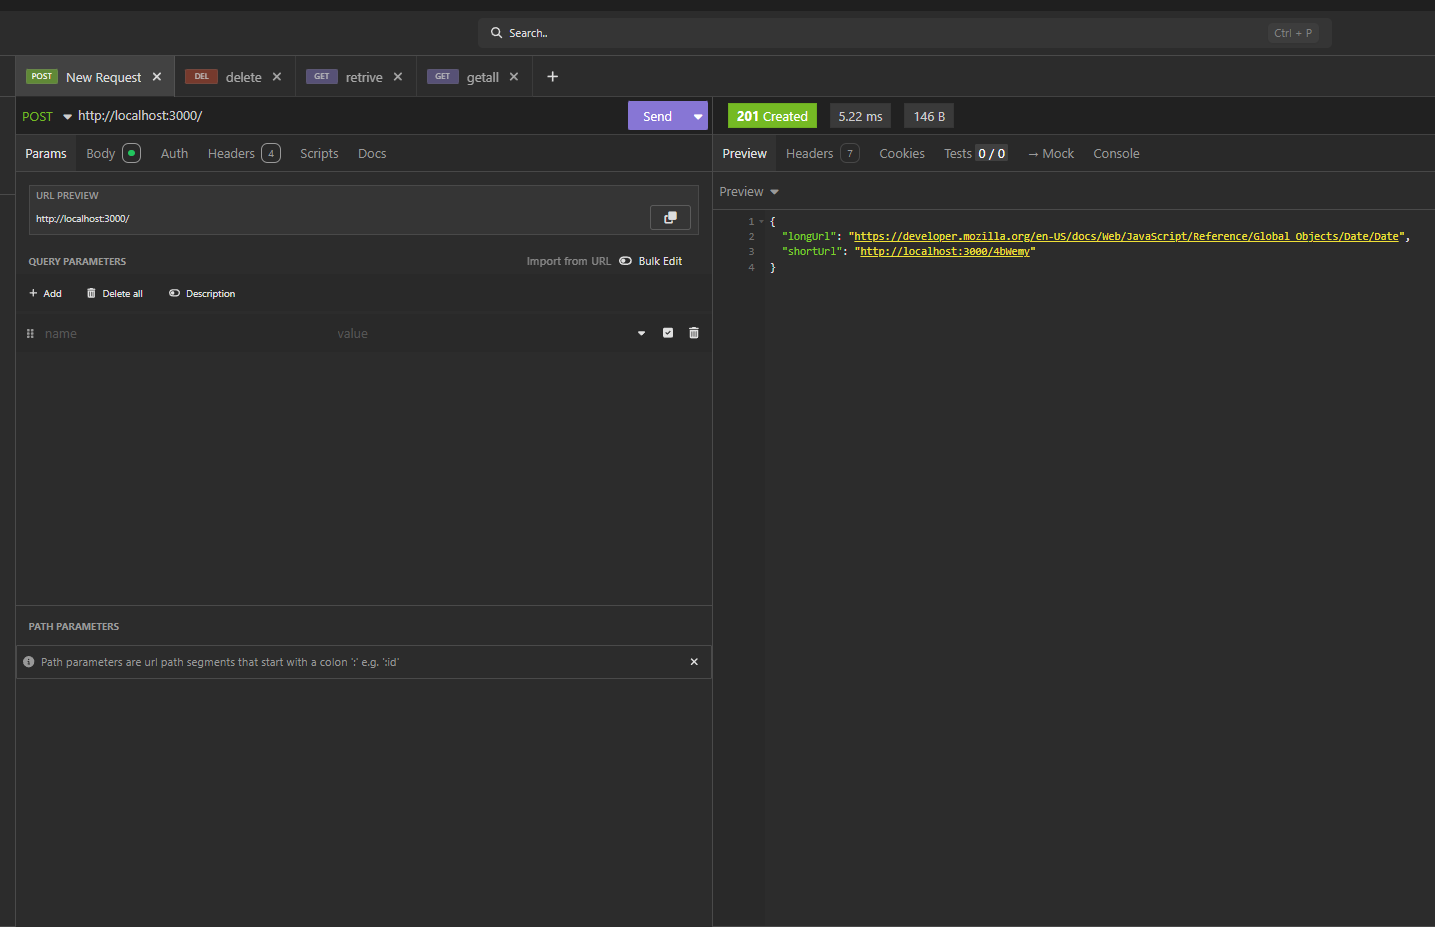 Search.. Ctrl + P
POST New Request DEL delete GET retrive GET getall
POST http://localhost:3000/ Send
201 Created 5.22 ms 146 B
Params Body Auth Headers 4 Scripts Docs
Preview Headers 7 Cookies Tests 0 / 0 → Mock Console
URL PREVIEW
http://localhost:3000/
QUERY PARAMETERS Import from URL Bulk Edit
+ Add Delete all Description
name value
PATH PARAMETERS
Path parameters are url path segments that start with a colon ':' e.g. ':id'
Preview
1 {
2 "longUrl": "https://developer.mozilla.org/en-US/docs/Web/JavaScript/Reference/Global_Objects/Date/Date",
3 "shortUrl": "http://localhost:3000/4bWemy"
4 }